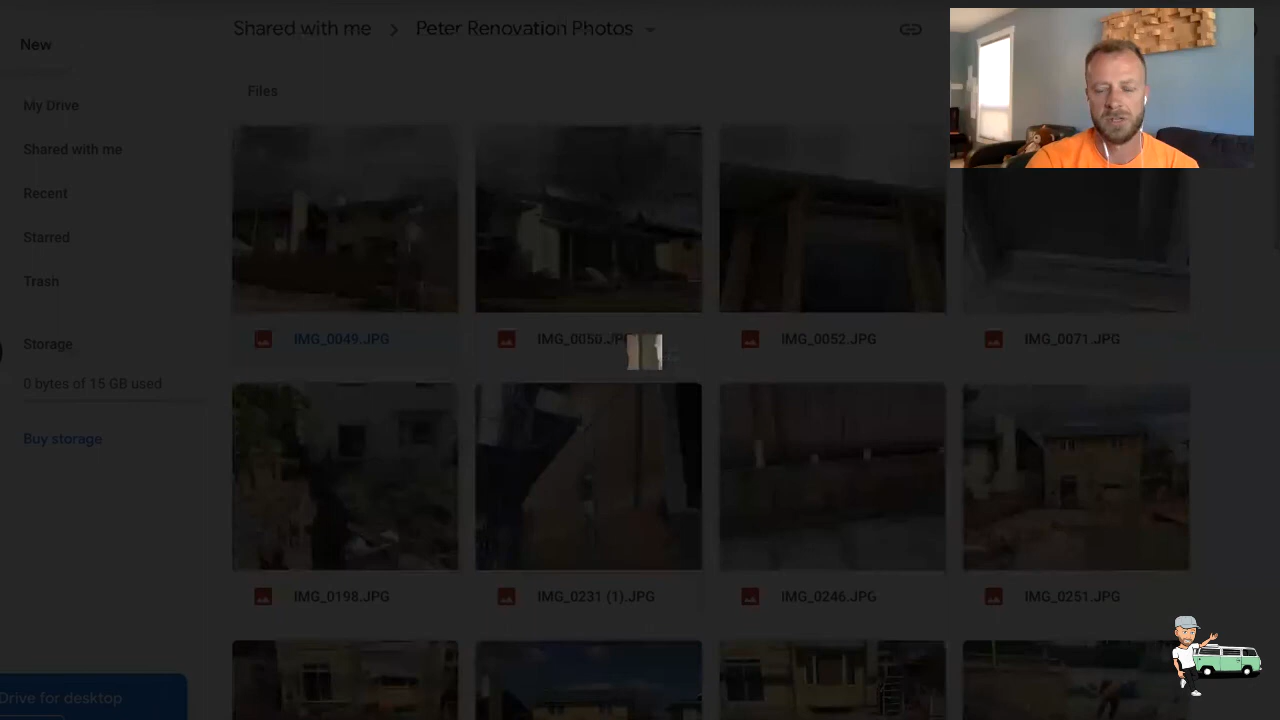 Shared with me > Peter Renovation Photos
New
Files
My Drive
Shared with me
Recent
Starred
Trash
Storage
0 bytes of 15 GB used
Buy storage
IMG_0049.JPG
IMG_0050.JPG
IMG_0052.JPG
IMG_0071.JPG
IMG_0198.JPG
IMG_0231 (1).JPG
IMG_0246.JPG
IMG_0251.JPG
Drive for desktop